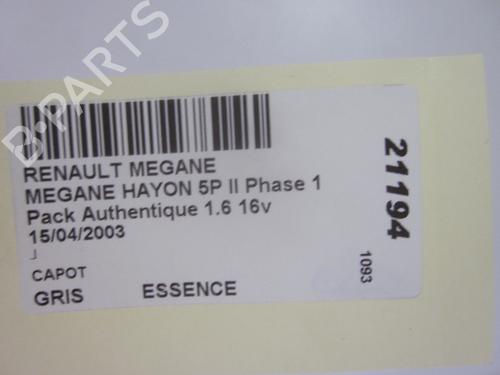 B-PARTS
RENAULT MEGANE
MEGANE HAYON 5P II Phase 1
Pack Authentique 1.6 16v
15/04/2003
CAPOT
GRIS ESSENCE
21194
1093